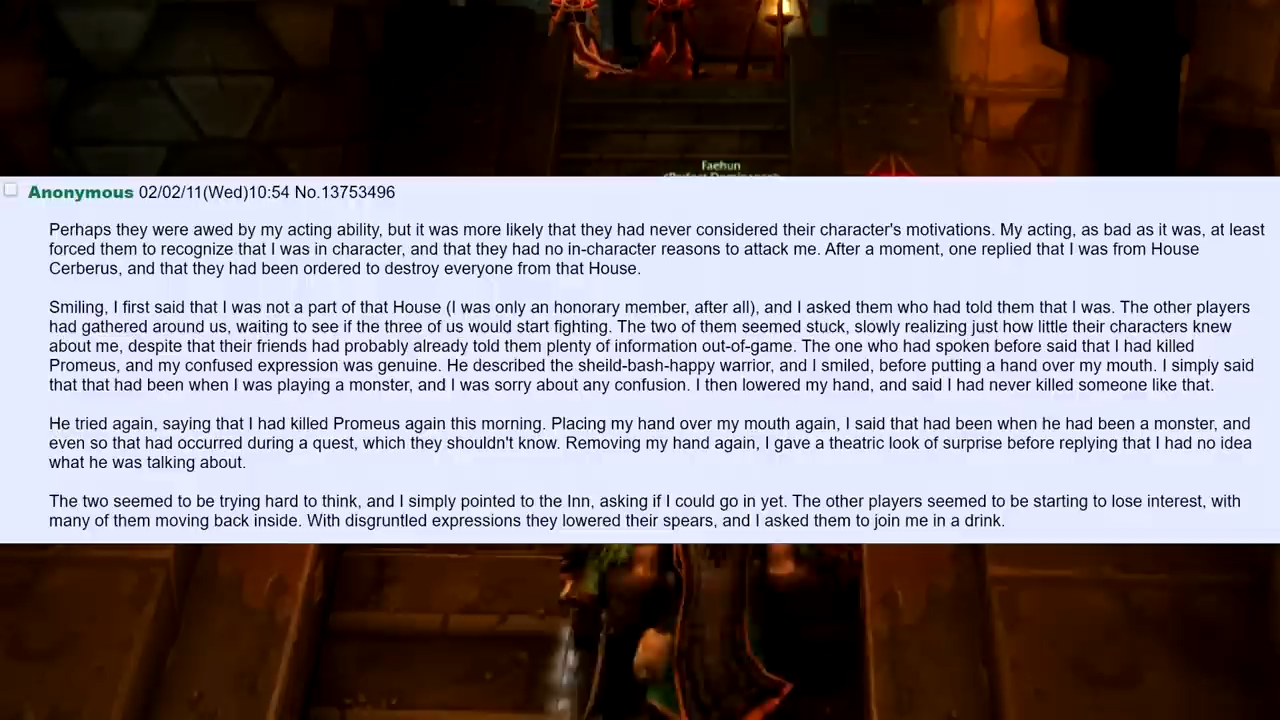 Faehun
<Perfect Dominance>
Anonymous 02/02/11(Wed)10:54 No.13753496
Perhaps they were awed by my acting ability, but it was more likely that they had never considered their character's motivations. My acting, as bad as it was, at least
forced them to recognize that I was in character, and that they had no in-character reasons to attack me. After a moment, one replied that I was from House
Cerberus, and that they had been ordered to destroy everyone from that House.
Smiling, I first said that I was not a part of that House (I was only an honorary member, after all), and I asked them who had told them that I was. The other players
had gathered around us, waiting to see if the three of us would start fighting. The two of them seemed stuck, slowly realizing just how little their characters knew
about me, despite that their friends had probably already told them plenty of information out-of-game. The one who had spoken before said that I had killed
Promeus, and my confused expression was genuine. He described the sheild-bash-happy warrior, and I smiled, before putting a hand over my mouth. I simply said
that that had been when I was playing a monster, and I was sorry about any confusion. I then lowered my hand, and said I had never killed someone like that.
He tried again, saying that I had killed Promeus again this morning. Placing my hand over my mouth again, I said that had been when he had been a monster, and
even so that had occurred during a quest, which they shouldn't know. Removing my hand again, I gave a theatric look of surprise before replying that I had no idea
what he was talking about.
The two seemed to be trying hard to think, and I simply pointed to the Inn, asking if I could go in yet. The other players seemed to be starting to lose interest, with
many of them moving back inside. With disgruntled expressions they lowered their spears, and I asked them to join me in a drink.